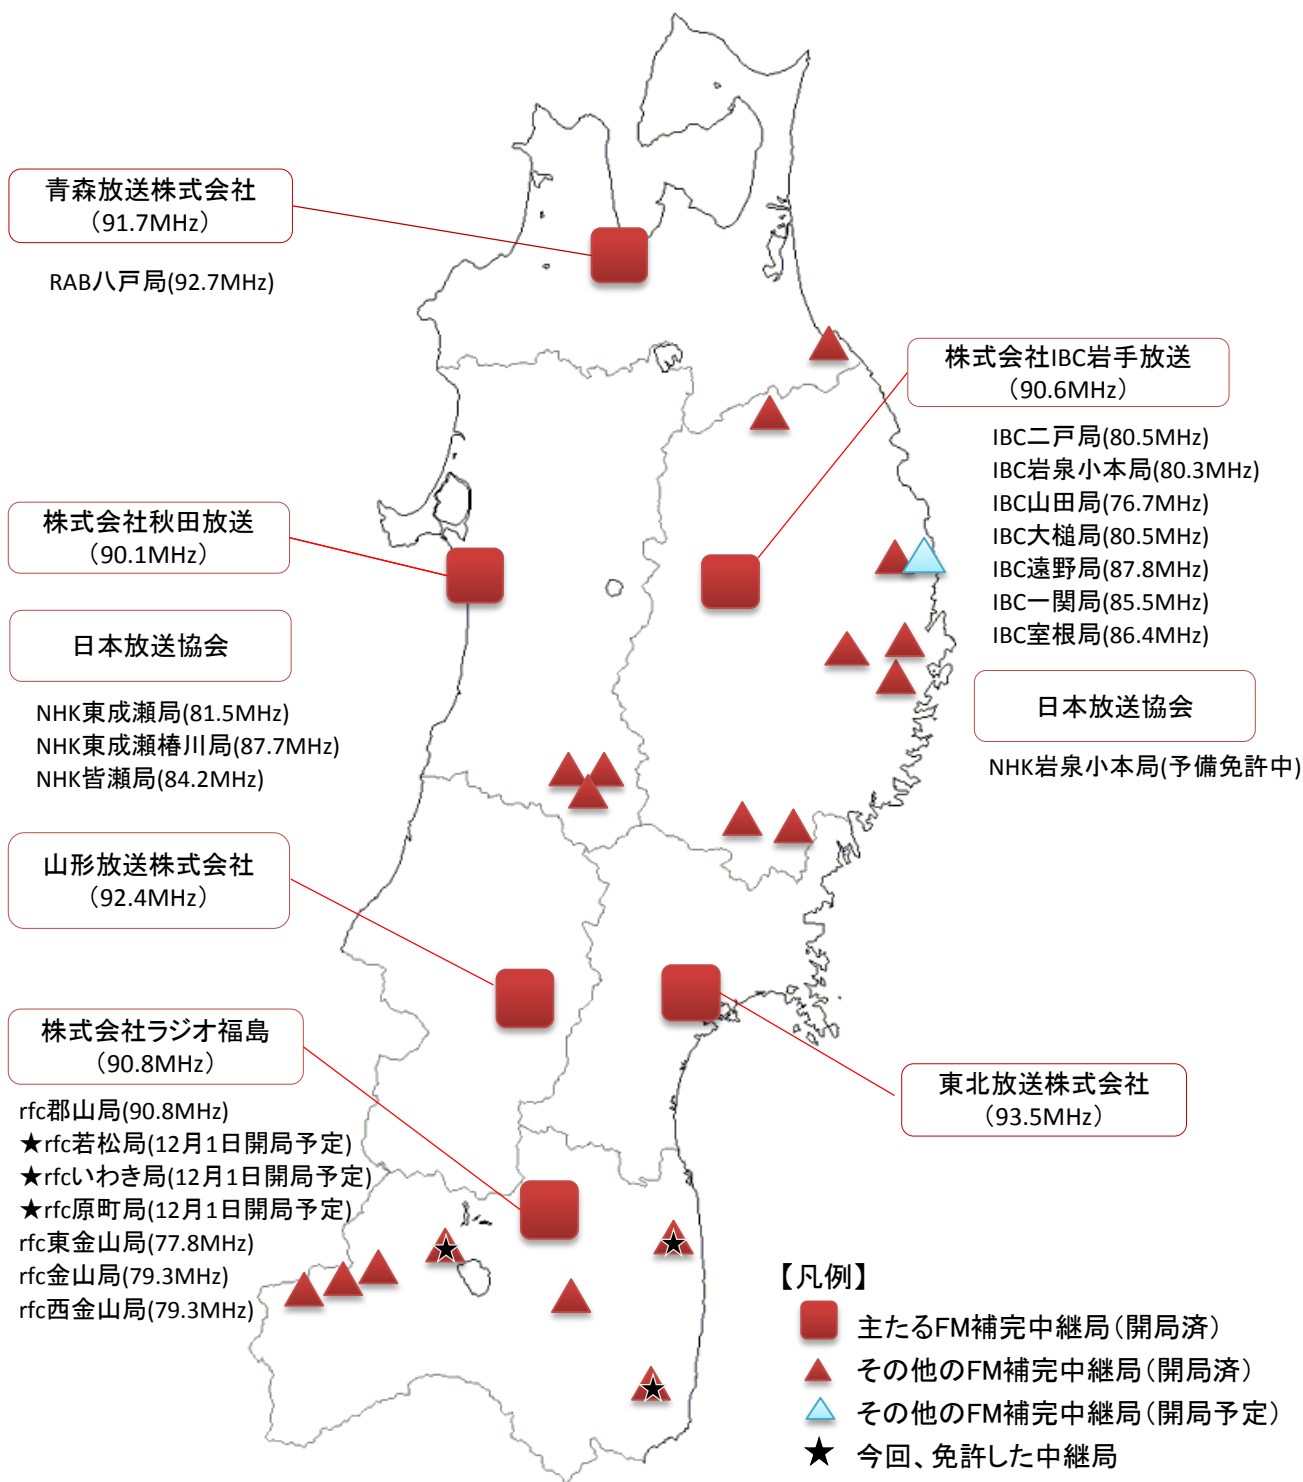 青森放送株式会社
（91.7MHz）
RAB八戸局(92.7MHz)
株式会社IBC岩手放送
（90.6MHz）
IBC二戸局(80.5MHz)
IBC岩泉小本局(80.3MHz)
IBC山田局(76.7MHz)
IBC大槌局(80.5MHz)
IBC遠野局(87.8MHz)
IBC一関局(85.5MHz)
IBC室根局(86.4MHz)
日本放送協会
NHK岩泉小本局(予備免許中)
株式会社秋田放送
（90.1MHz）
日本放送協会
NHK東成瀬局(81.5MHz)
NHK東成瀬椿川局(87.7MHz)
NHK皆瀬局(84.2MHz)
山形放送株式会社
（92.4MHz）
株式会社ラジオ福島
（90.8MHz）
rfc郡山局(90.8MHz)
★rfc若松局(12月1日開局予定)
★rfcいわき局(12月1日開局予定)
★rfc原町局(12月1日開局予定)
rfc東金山局(77.8MHz)
rfc金山局(79.3MHz)
rfc西金山局(79.3MHz)
東北放送株式会社
（93.5MHz）
【凡例】
主たるFM補完中継局（開局済）
その他のFM補完中継局（開局済）
その他のFM補完中継局（開局予定）
★ 今回、免許した中継局